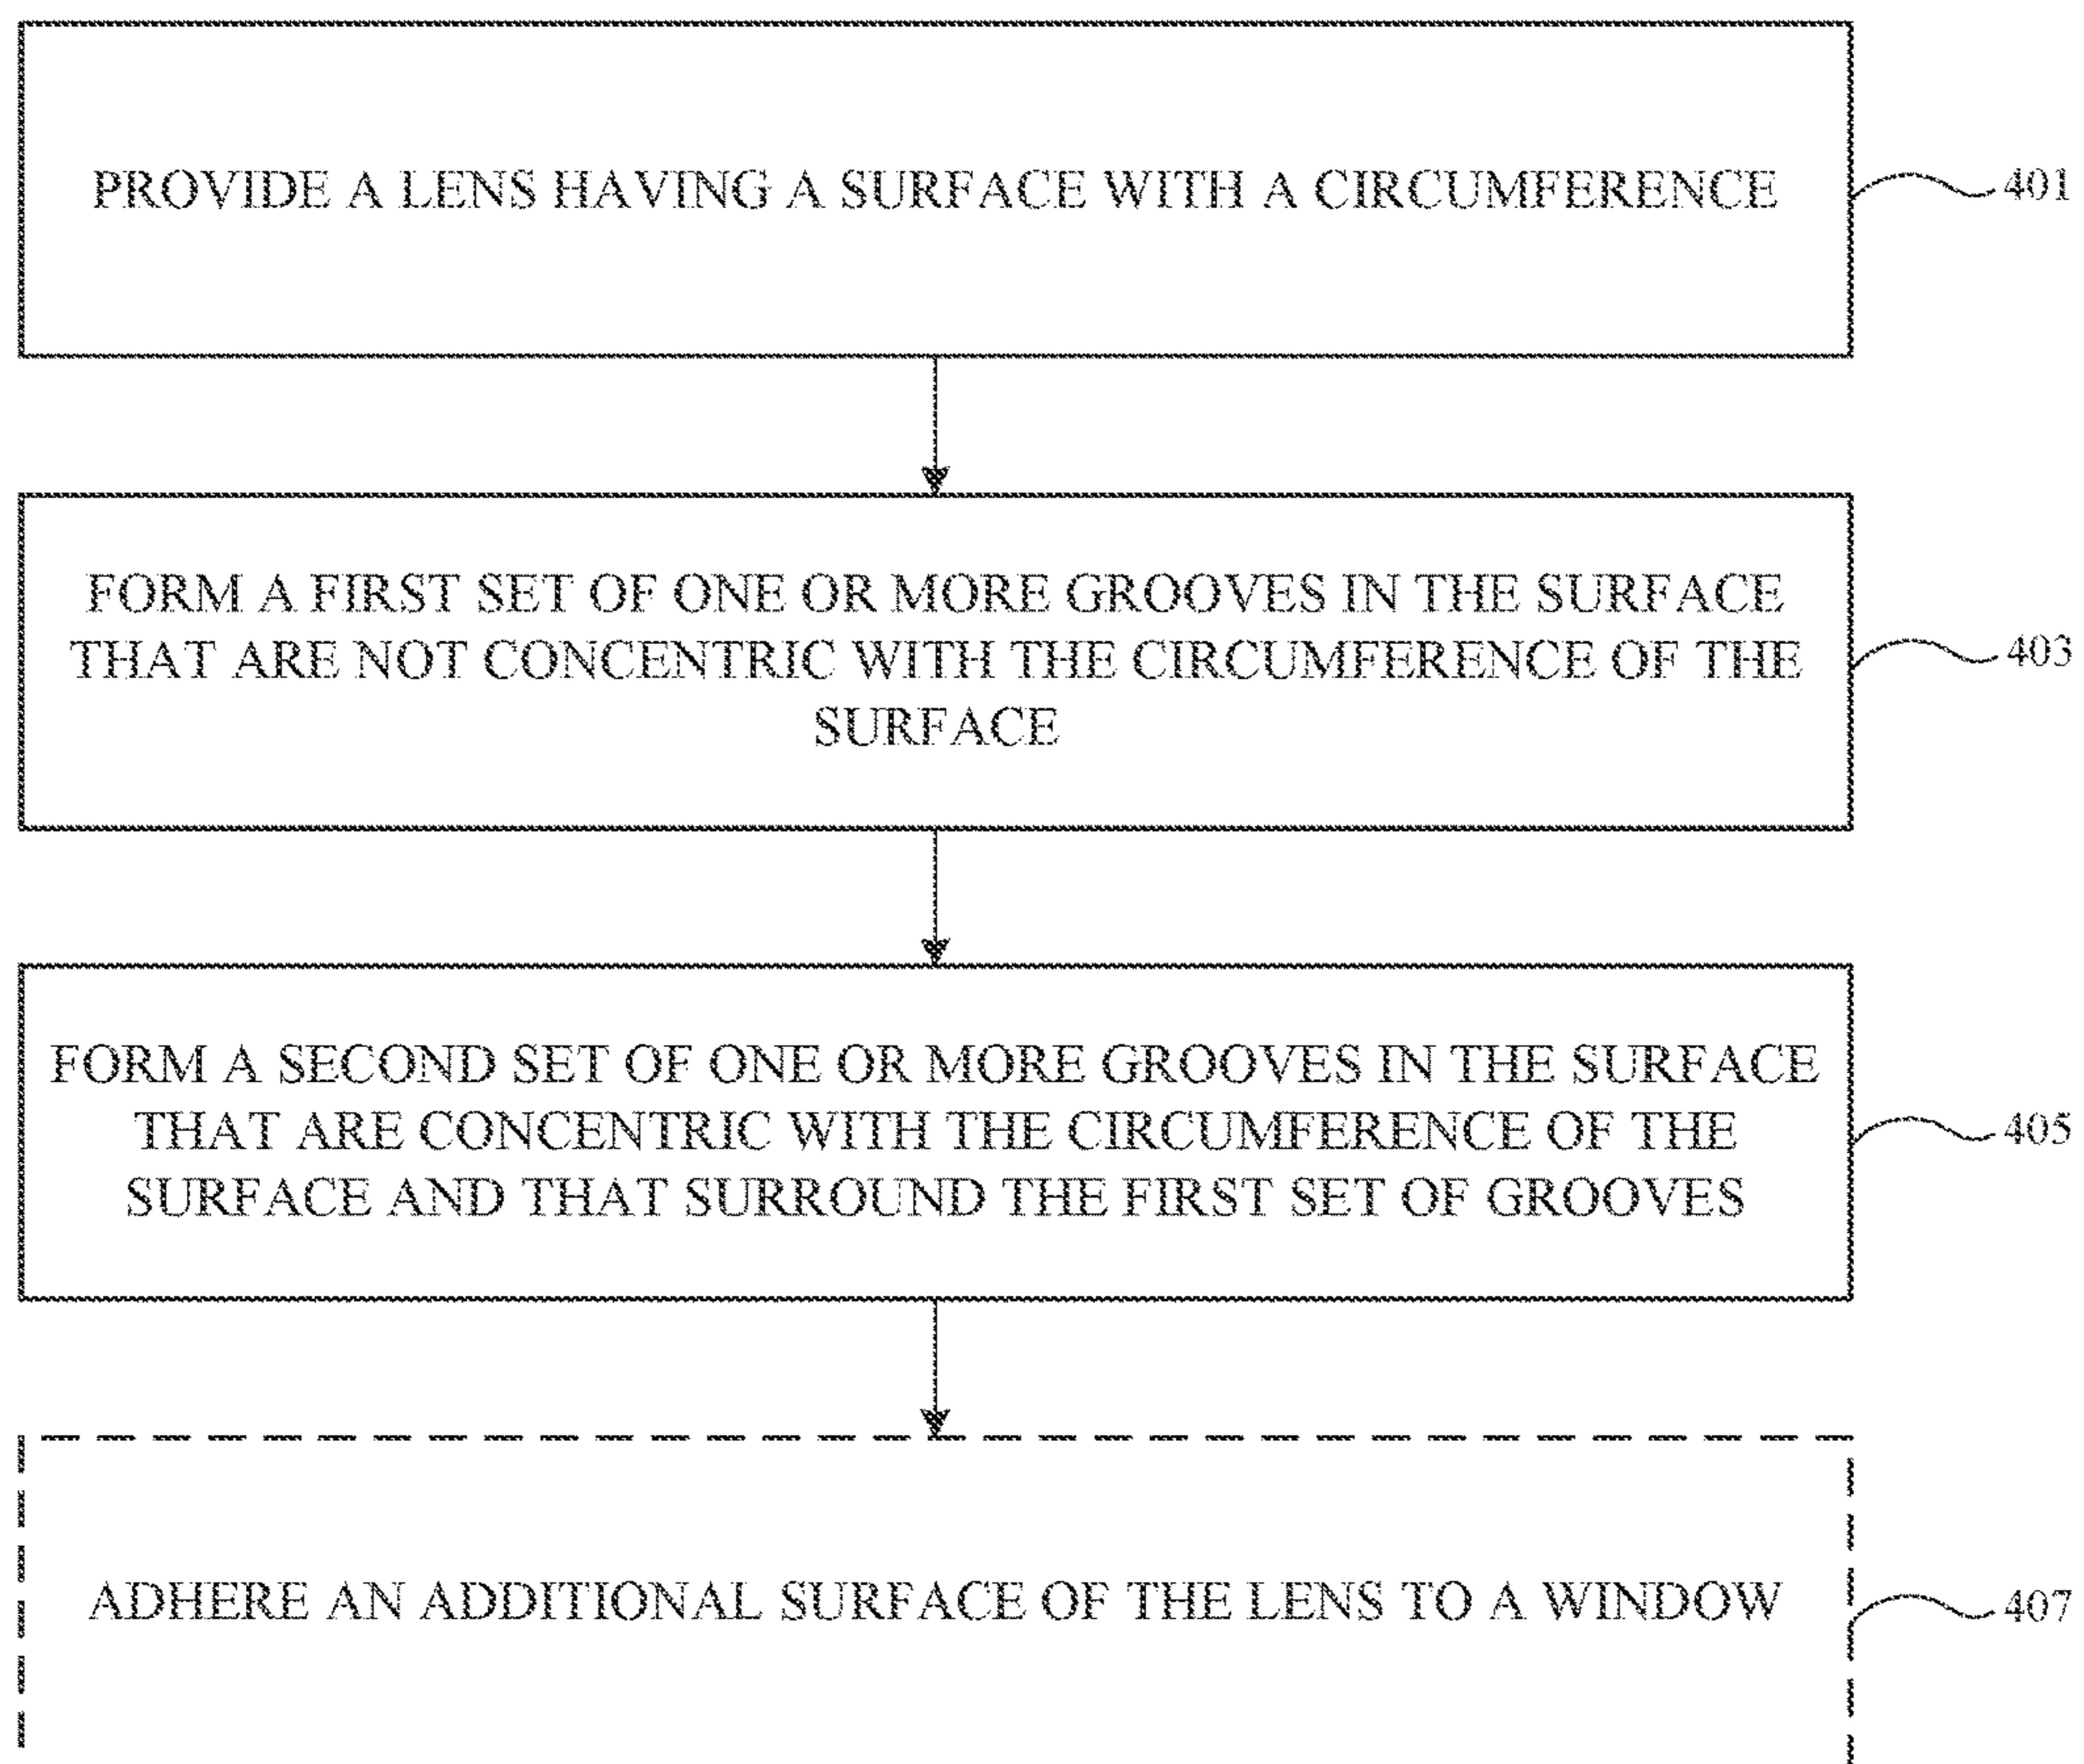 PROVIDE A LENS HAVING A SURFACE WITH A CIRCUMFERENCE
401
FORM A FIRST SET OF ONE OR MORE GROOVES IN THE SURFACE
THAT ARE NOT CONCENTRIC WITH THE CIRCUMFERENCE OF THE
SURFACE
403
FORM A SECOND SET OF ONE OR MORE GROOVES IN THE SURFACE
THAT ARE CONCENTRIC WITH THE CIRCUMFERENCE OF THE
SURFACE AND THAT SURROUND THE FIRST SET OF GROOVES
405
ADHERE AN ADDITIONAL SURFACE OF THE LENS TO A WINDOW
407